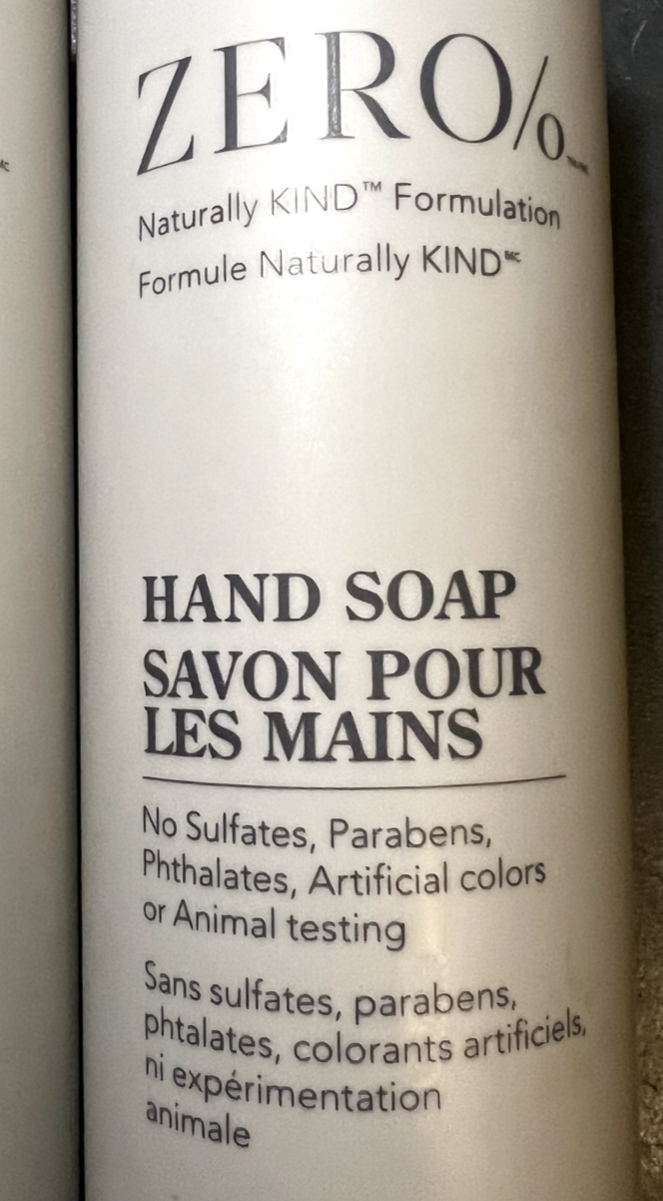 ZERO%
Naturally KIND™ Formulation
Formule Naturally KIND
HAND SOAP
SAVON POUR
LES MAINS
No Sulfates, Parabens,
Phthalates, Artificial colors
or Animal testing
Sans sulfates, parabens,
phtalates, colorants artificiels,
ni expérimentation
animale